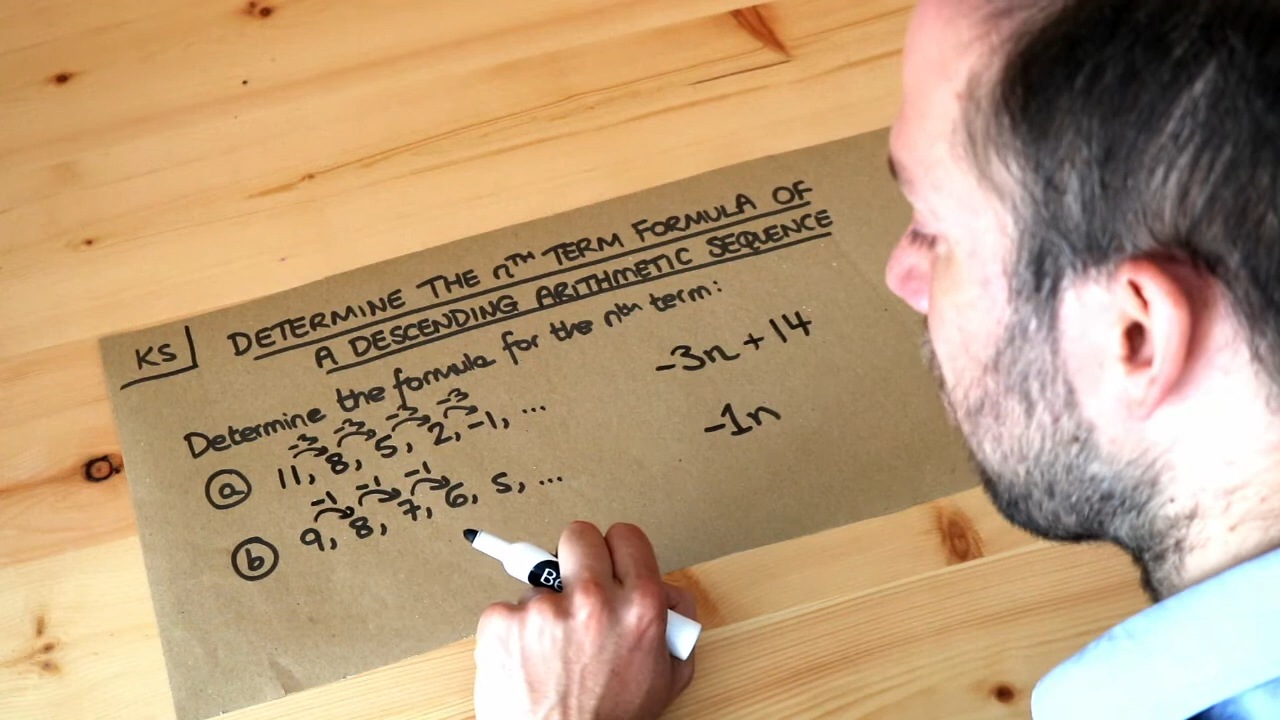 KS
DETERMINE THE nTH TERM FORMULA OF
A DESCENDING ARITHMETIC SEQUENCE
Determine the formula for the nth term:
-3 -3 -3 -3
a 11, 8, 5, 2, -1, ... -3n + 14
-1 -1 -1
b 9, 8, 7, 6, 5, ... -1n
Be